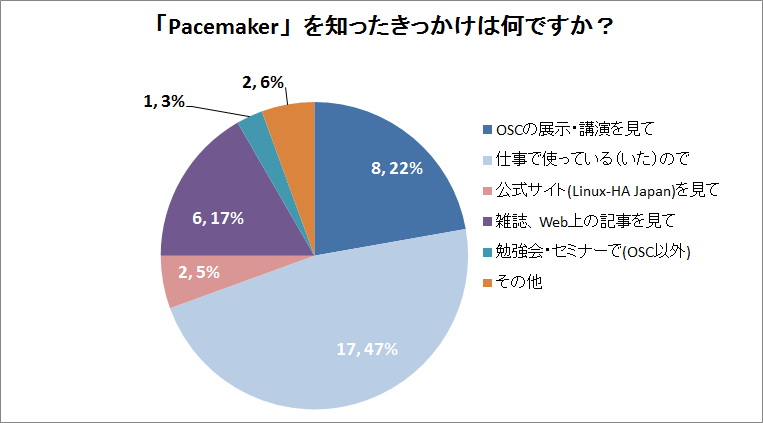 「Pacemaker」を知ったきっかけは何ですか？
2, 6%
1, 3%
8, 22%
6, 17%
2, 5%
17, 47%
OSCの展示・講演を見て
仕事で使っている（いた）ので
公式サイト(Linux-HA Japan)を見て
雑誌、Web上の記事を見て
勉強会・セミナーで(OSC以外)
その他